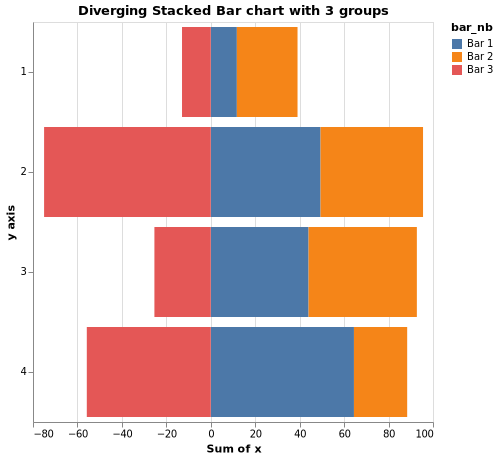 Diverging Stacked Bar chart with 3 groups
bar_nb
Bar 1
Bar 2
Bar 3
y axis
1
2
3
4
−80 −60 −40 −20 0 20 40 60 80 100
Sum of x